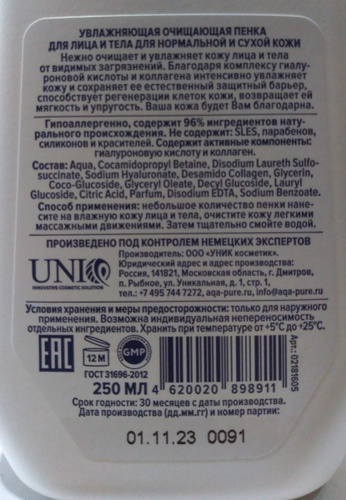 УВЛАЖНЯЮЩАЯ ОЧИЩАЮЩАЯ ПЕНКА
ДЛЯ ЛИЦА И ТЕЛА ДЛЯ НОРМАЛЬНОЙ И СУХОЙ КОЖИ
Нежно очищает и увлажняет кожу лица и тела
от видимых загрязнений. Благодаря комплексу гиалу-
роновой кислоты и коллагена интенсивно увлажняет
кожу и сохраняет ее естественный защитный барьер,
способствует регенерации клеток кожи, возвращает ей
мягкость и упругость. Ваша кожа будет Вам благодарна.
Гипоаллергенно, содержит 96% ингредиентов нату-
рального происхождения. Не содержит: SLES, парабенов,
силиконов и красителей. Содержит активные компоненты:
гиалуроновую кислоту и коллаген.
Состав: Aqua, Cocamidopropyl Betaine, Disodium Laureth Sulfo-
succinate, Sodium Hyaluronate, Desamido Collagen, Glycerin,
Coco-Glucoside, Glyceryl Oleate, Decyl Glucoside, Lauryl
Glucoside, Citric Acid, Parfum, Disodium EDTA, Sodium Benzoate.
Способ применения: небольшое количество пенки нане-
сите на влажную кожу лица и тела, очистите кожу легкими
массажными движениями. Затем тщательно смойте водой.
ПРОИЗВЕДЕНО ПОД КОНТРОЛЕМ НЕМЕЦКИХ ЭКСПЕРТОВ
UNIQ
INNOVATIVE COSMETIC SOLUTION
Производитель: ООО «УНИК косметик».
Юридический адрес и адрес производства:
Россия, 141821, Московская область, г. Дмитров,
п. Рыбное, ул. Уникальная, д. 1, стр. 1,
тел.: +7 495 744 7272, aqa-pure.ru, info@aqa-pure.ru
Условия хранения и меры предосторожности: только для наружного
применения. Возможна индивидуальная непереносимость
отдельных ингредиентов. Хранить при температуре от +5°С до +25°С.
EAC
12 M
GMP
ГОСТ 31696-2012
250 МЛ
4 620020 898911
Арт.: 02181605
Срок годности: 30 месяцев с даты производства.
Дата производства (дд.мм.гг) и номер партии:
01.11.23 0091